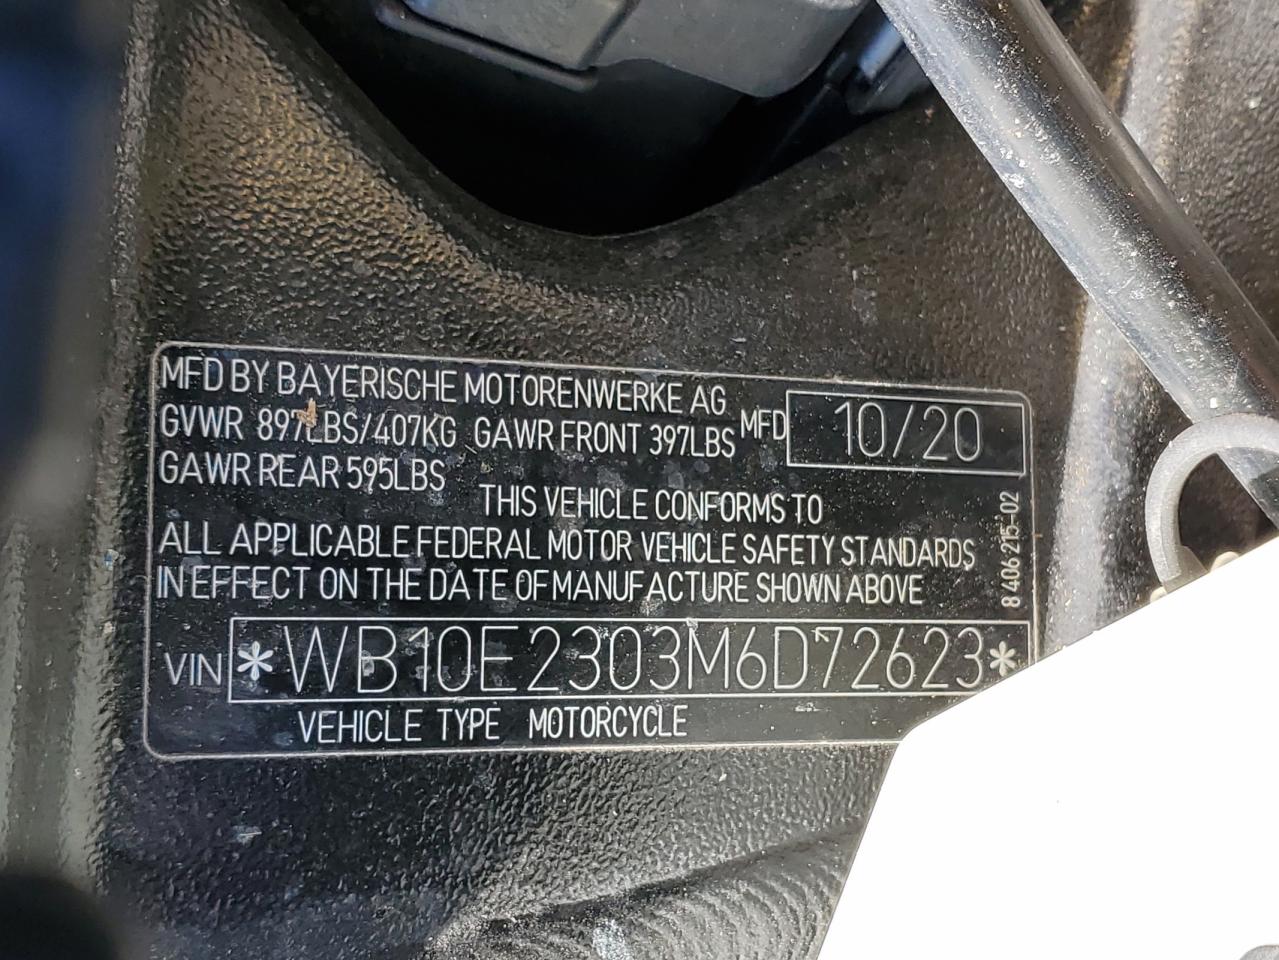 MFD BY BAYERISCHE MOTORENWERKE AG
GVWR 897LBS/407KG GAWR FRONT 397LBS
MFD 10/20
GAWR REAR 595LBS
THIS VEHICLE CONFORMS TO
ALL APPLICABLE FEDERAL MOTOR VEHICLE SAFETY STANDARDS
IN EFFECT ON THE DATE OF MANUFACTURE SHOWN ABOVE
8 406 215-02
VIN *WB10E2303M6D72623*
VEHICLE TYPE MOTORCYCLE